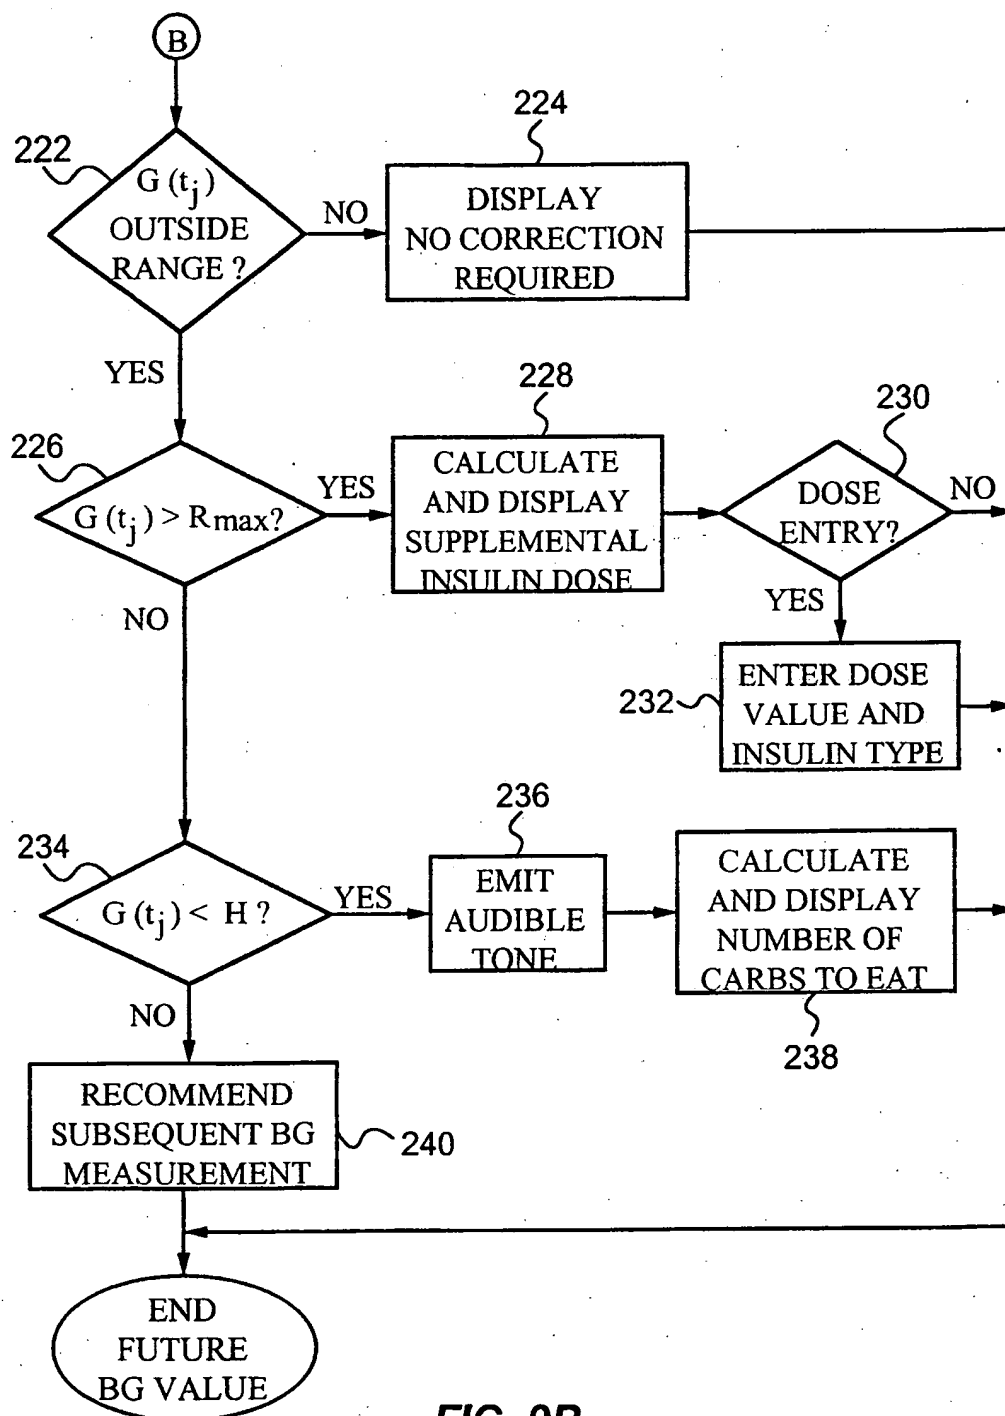 B
224
222
G(tj)
OUTSIDE
RANGE?
NO
DISPLAY
NO CORRECTION
REQUIRED
YES
228
230
226
G(tj) > Rmax?
YES
CALCULATE
AND DISPLAY
SUPPLEMENTAL
INSULIN DOSE
DOSE
ENTRY?
NO
NO
YES
232
ENTER DOSE
VALUE AND
INSULIN TYPE
236
234
G(tj) < H ?
YES
EMIT
AUDIBLE
TONE
CALCULATE
AND DISPLAY
NUMBER OF
CARBS TO EAT
NO
238
RECOMMEND
SUBSEQUENT BG
MEASUREMENT
240
END
FUTURE
BG VALUE
FIG. 9B